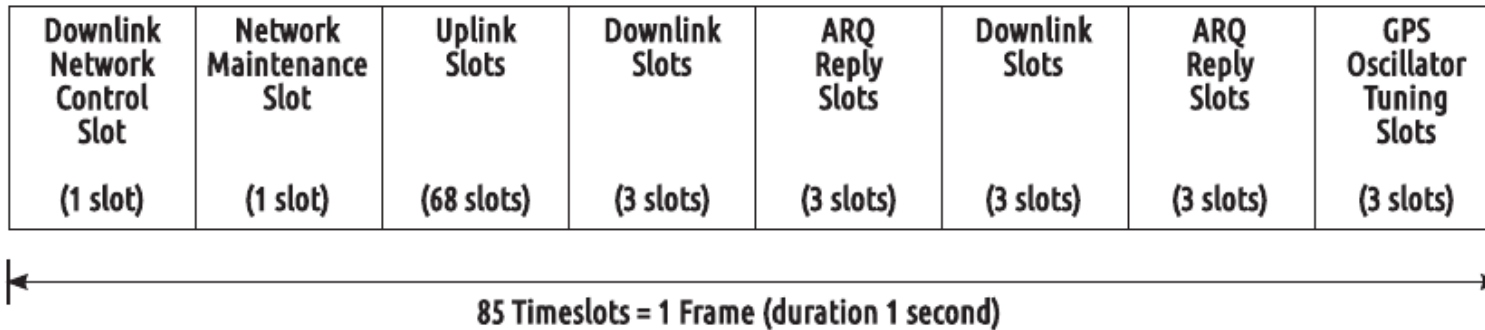 Downlink
Network
Control
Slot
(1 slot)
Network
Maintenance
Slot
(1 slot)
Uplink
Slots
(68 slots)
Downlink
Slots
(3 slots)
ARQ
Reply
Slots
(3 slots)
Downlink
Slots
(3 slots)
ARQ
Reply
Slots
(3 slots)
GPS
Oscillator
Tuning
Slots
(3 slots)
85 Timeslots = 1 Frame (duration 1 second)